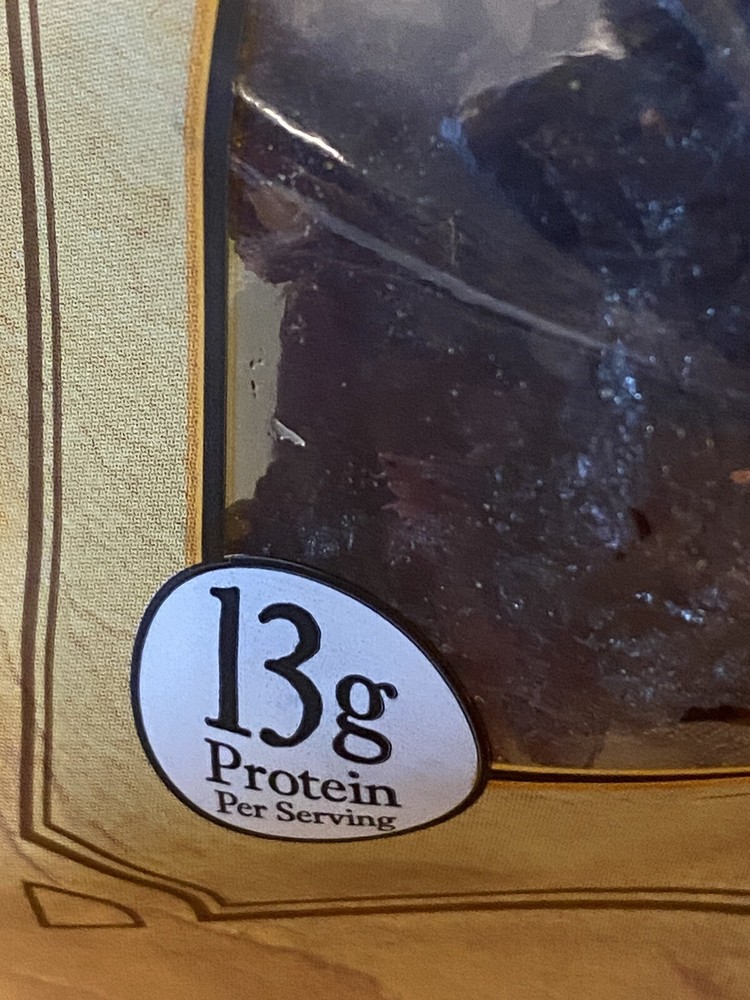 13g
Protein
Per Serving